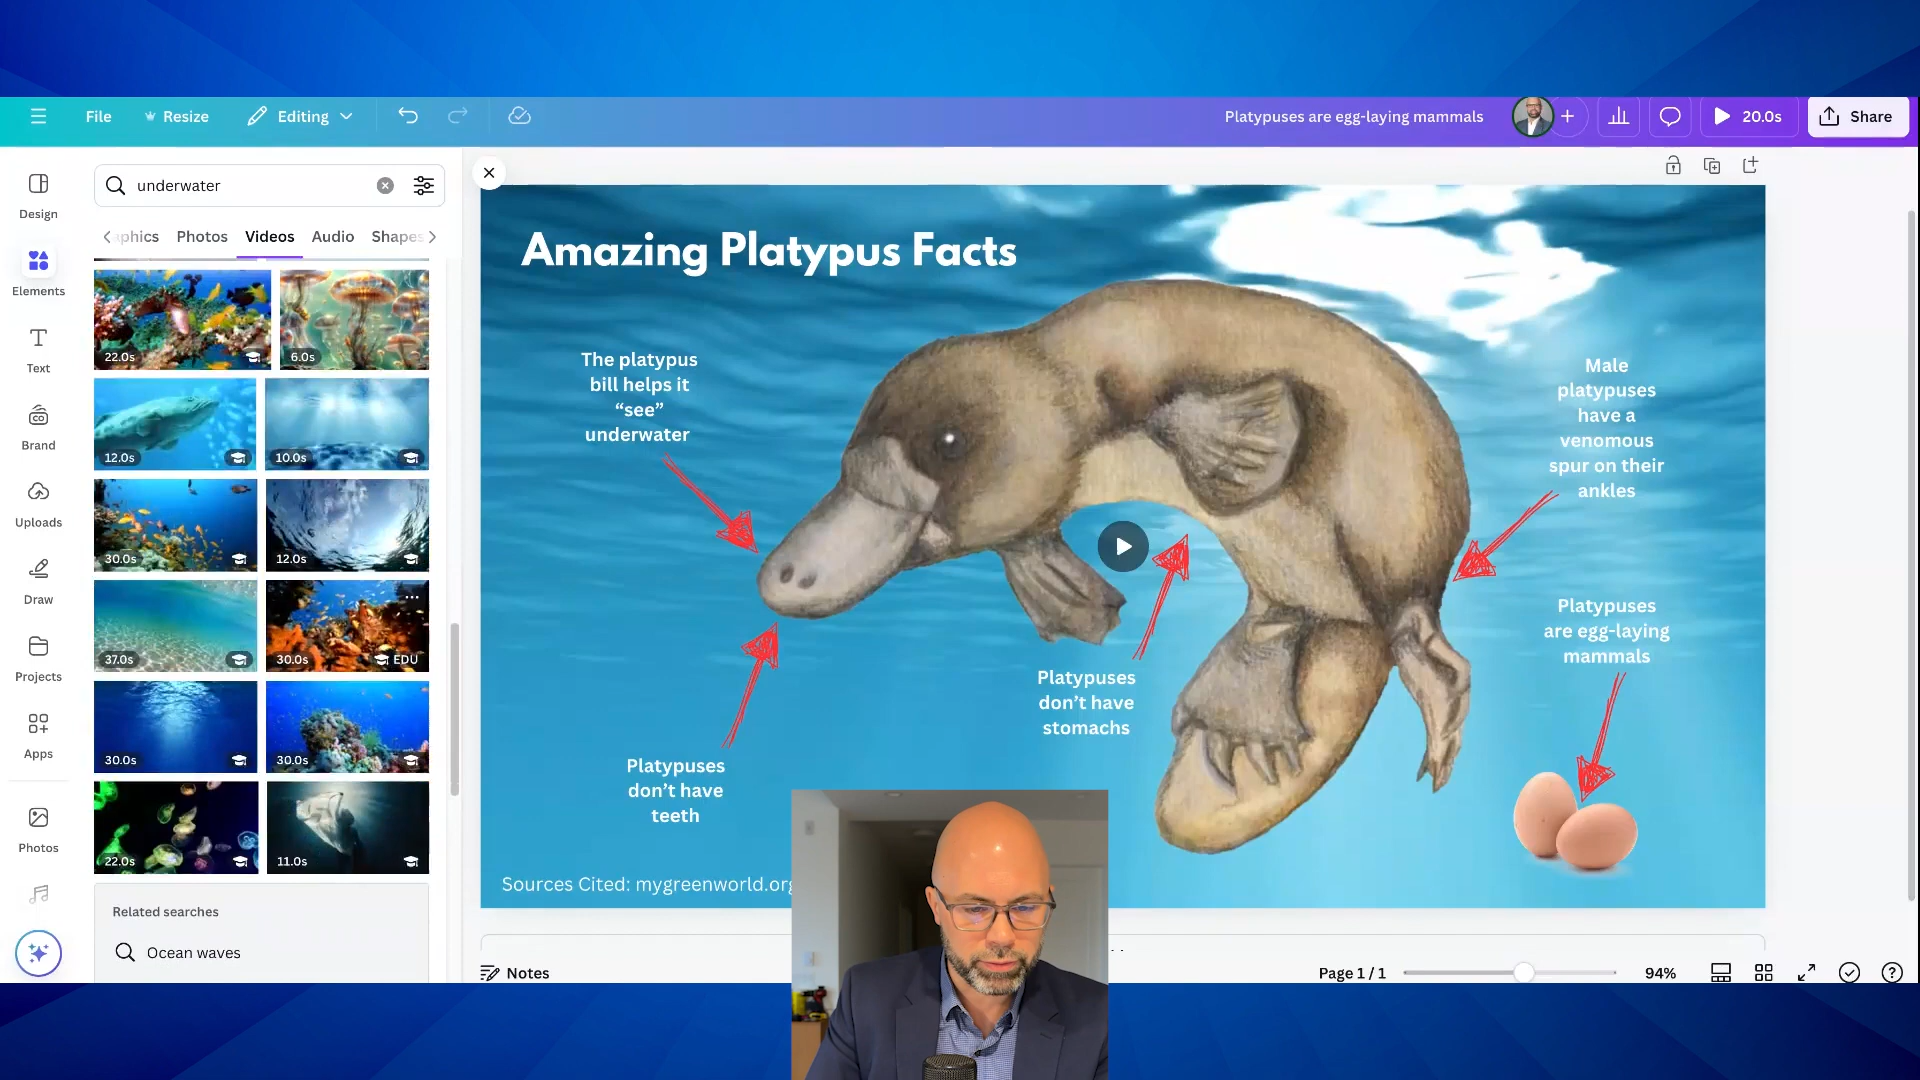 File
Resize
Editing
Platypuses are egg-laying mammals
20.0s
Share
Design
Elements
Text
Brand
Uploads
Draw
Projects
Apps
Photos
underwater
aphics Photos Videos Audio Shapes
22.0s
6.0s
12.0s
10.0s
30.0s
12.0s
37.0s
30.0s
EDU
30.0s
30.0s
22.0s
11.0s
Related searches
Ocean waves
Amazing Platypus Facts
The platypus
bill helps it
“see”
underwater
Male
platypuses
have a
venomous
spur on their
ankles
Platypuses
are egg-laying
mammals
Platypuses
don’t have
stomachs
Platypuses
don’t have
teeth
Sources Cited: mygreenworld.org
Notes
Page 1 / 1
94%